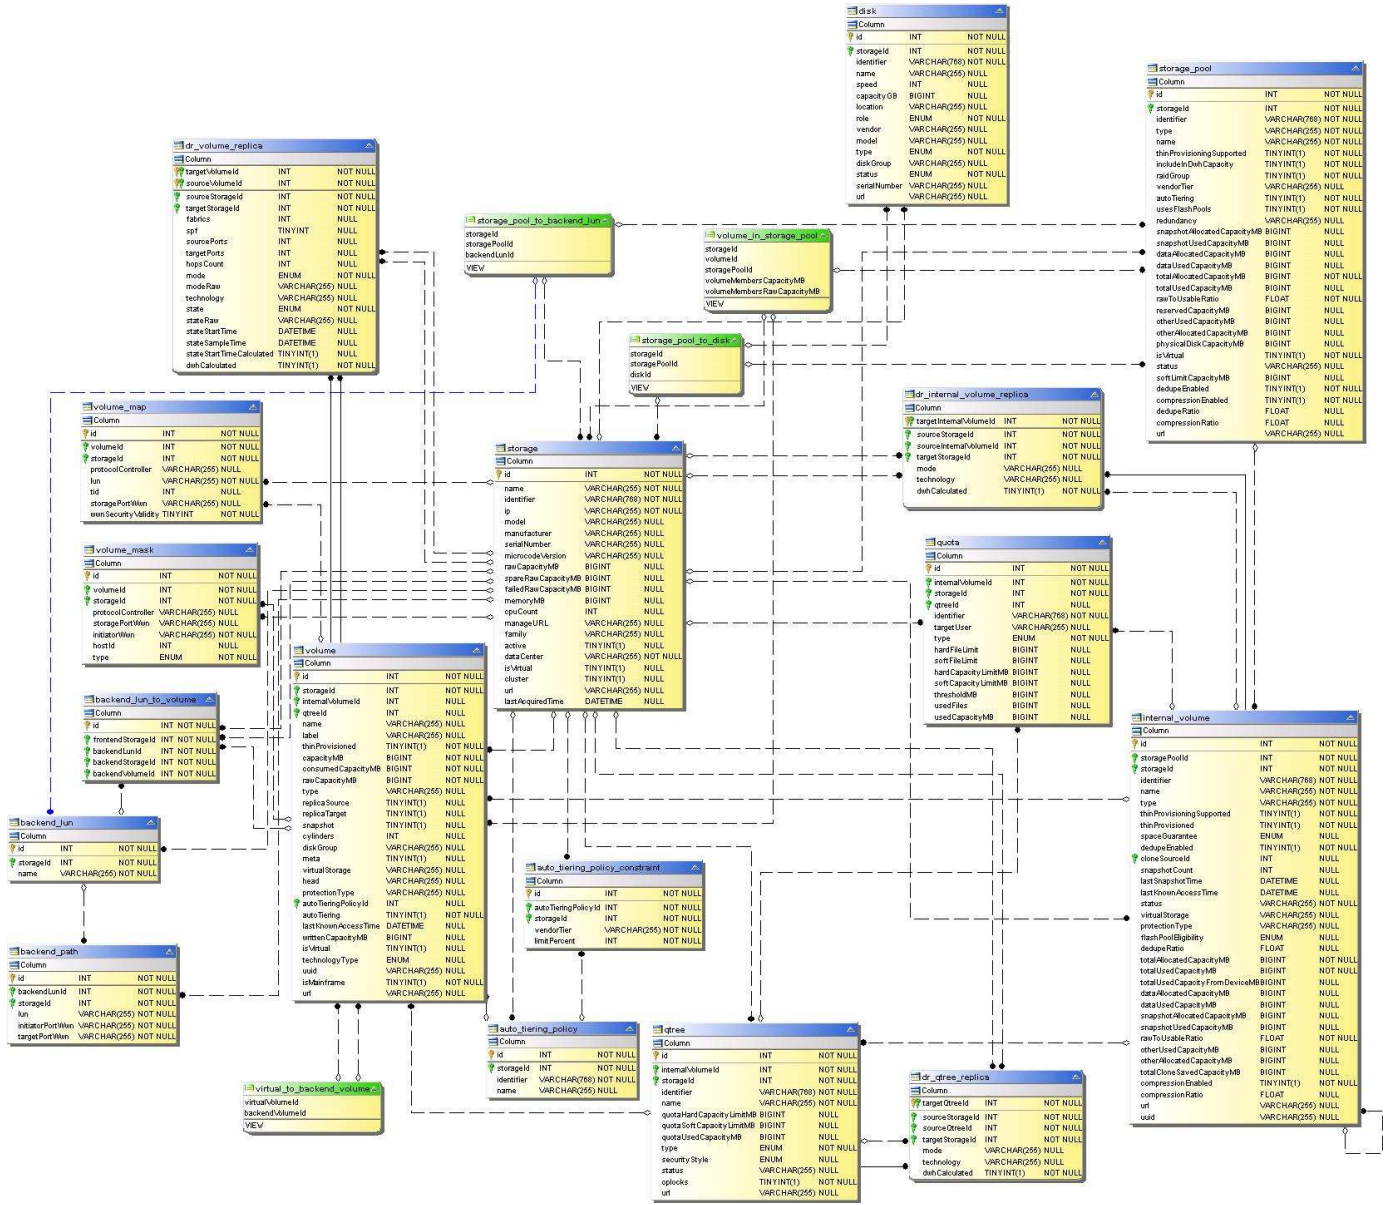 disk
Column
id INT NOT NULL
storageId INT NOT NULL
identifier VARCHAR(768) NOT NULL
name VARCHAR(255) NULL
speed INT NULL
capacityGB BIGINT NULL
location VARCHAR(255) NULL
role ENUM NOT NULL
vendor VARCHAR(255) NULL
model VARCHAR(255) NULL
type ENUM NOT NULL
diskGroup VARCHAR(255) NULL
status ENUM NOT NULL
serialNumber VARCHAR(255) NULL
url VARCHAR(255) NULL
storage_pool
Column
id INT NOT NULL
storageId INT NOT NULL
identifier VARCHAR(768) NOT NULL
type VARCHAR(255) NOT NULL
name VARCHAR(255) NOT NULL
thinProvisioningSupported TINYINT(1) NOT NULL
includeInDwhCapacity TINYINT(1) NOT NULL
raidGroup TINYINT(1) NOT NULL
vendorTier VARCHAR(255) NULL
autoTiering TINYINT(1) NOT NULL
usesFlashPools TINYINT(1) NOT NULL
redundancy VARCHAR(255) NULL
snapshotAllocatedCapacityMB BIGINT NULL
snapshotUsedCapacityMB BIGINT NULL
dataAllocatedCapacityMB BIGINT NULL
dataUsedCapacityMB BIGINT NULL
totalAllocatedCapacityMB BIGINT NOT NULL
totalUsedCapacityMB BIGINT NULL
rawToUsableRatio FLOAT NOT NULL
reservedCapacityMB BIGINT NULL
otherUsedCapacityMB BIGINT NULL
otherAllocatedCapacityMB BIGINT NULL
physicalDiskCapacityMB BIGINT NULL
isVirtual TINYINT(1) NOT NULL
status VARCHAR(255) NULL
softLimitCapacityMB BIGINT NULL
dedupeEnabled TINYINT(1) NOT NULL
compressionEnabled TINYINT(1) NOT NULL
dedupeRatio FLOAT NULL
compressionRatio FLOAT NULL
url VARCHAR(255) NULL
dr_volume_replica
Column
targetVolumeId INT NOT NULL
sourceVolumeId INT NOT NULL
sourceStorageId INT NOT NULL
targetStorageId INT NOT NULL
fabrics INT NULL
spf TINYINT NULL
sourcePorts INT NULL
targetPorts INT NULL
hopsCount INT NULL
mode ENUM NOT NULL
modeRaw VARCHAR(255) NULL
technology VARCHAR(255) NULL
state ENUM NOT NULL
stateRaw VARCHAR(255) NULL
stateStartTime DATETIME NULL
stateSampleTime DATETIME NULL
stateStartTimeCalculated TINYINT(1) NULL
dwhCalculated TINYINT(1) NOT NULL
storage_pool_to_backend_lun
storageId
storagePoolId
backendLunId
VIEW
volume_in_storage_pool
storageId
volumeId
storagePoolId
volumeMembersCapacityMB
volumeMembersRawCapacityMB
VIEW
storage_pool_to_disk
storageId
storagePoolId
diskId
VIEW
volume_map
Column
id INT NOT NULL
volumeId INT NOT NULL
storageId INT NOT NULL
protocolController VARCHAR(255) NULL
lun VARCHAR(255) NOT NULL
tid INT NULL
storagePortWwn VARCHAR(255) NULL
wwnSecurityValidity TINYINT NOT NULL
dr_internal_volume_replica
Column
targetInternalVolumeId INT NOT NULL
sourceStorageId INT NOT NULL
sourceInternalVolumeId INT NOT NULL
targetStorageId INT NOT NULL
mode VARCHAR(255) NULL
technology VARCHAR(255) NULL
dwhCalculated TINYINT(1) NOT NULL
storage
Column
id INT NOT NULL
name VARCHAR(255) NOT NULL
identifier VARCHAR(768) NOT NULL
ip VARCHAR(255) NOT NULL
model VARCHAR(255) NULL
manufacturer VARCHAR(255) NULL
serialNumber VARCHAR(255) NULL
microcodeVersion VARCHAR(255) NULL
rawCapacityMB BIGINT NULL
spareRawCapacityMB BIGINT NULL
failedRawCapacityMB BIGINT NULL
memoryMB BIGINT NULL
cpuCount INT NULL
manageURL VARCHAR(255) NULL
family VARCHAR(255) NULL
active TINYINT(1) NULL
dataCenter VARCHAR(255) NOT NULL
isVirtual TINYINT(1) NULL
cluster TINYINT(1) NULL
url VARCHAR(255) NULL
lastAcquiredTime DATETIME NULL
volume_mask
Column
id INT NOT NULL
volumeId INT NOT NULL
storageId INT NOT NULL
protocolController VARCHAR(255) NULL
storagePortWwn VARCHAR(255) NULL
initiatorWwn VARCHAR(255) NULL
hostId INT NULL
type ENUM NOT NULL
quota
Column
id INT NOT NULL
internalVolumeId INT NOT NULL
storageId INT NOT NULL
qtreeId INT NULL
identifier VARCHAR(768) NOT NULL
targetUser VARCHAR(255) NULL
type ENUM NOT NULL
hardFileLimit BIGINT NULL
softFileLimit BIGINT NULL
hardCapacityLimitMB BIGINT NULL
softCapacityLimitMB BIGINT NULL
thresholdMB BIGINT NULL
usedFiles BIGINT NULL
usedCapacityMB BIGINT NULL
volume
Column
id INT NOT NULL
storageId INT NOT NULL
internalVolumeId INT NULL
qtreeId INT NULL
name VARCHAR(255) NOT NULL
label VARCHAR(255) NULL
thinProvisioned TINYINT(1) NOT NULL
capacityMB BIGINT NOT NULL
consumedCapacityMB BIGINT NOT NULL
rawCapacityMB BIGINT NOT NULL
type VARCHAR(255) NULL
replicaSource TINYINT(1) NULL
replicaTarget TINYINT(1) NULL
snapshot TINYINT(1) NULL
cylinders INT NULL
diskGroup VARCHAR(255) NULL
meta TINYINT(1) NULL
virtualStorage VARCHAR(255) NULL
head VARCHAR(255) NULL
protectionType VARCHAR(255) NULL
autoTieringPolicyId INT NULL
autoTiering TINYINT(1) NOT NULL
lastKnownAccessTime DATETIME NULL
writtenCapacityMB BIGINT NULL
isVirtual TINYINT(1) NULL
technologyType ENUM NULL
uuid VARCHAR(255) NULL
isMainframe TINYINT(1) NOT NULL
url VARCHAR(255) NULL
backend_lun_to_volume
Column
id INT NOT NULL
frontendStorageId INT NOT NULL
backendLunId INT NOT NULL
backendStorageId INT NOT NULL
backendVolumeId INT NOT NULL
internal_volume
Column
id INT NOT NULL
storagePoolId INT NOT NULL
storageId INT NOT NULL
identifier VARCHAR(768) NOT NULL
name VARCHAR(255) NOT NULL
type VARCHAR(255) NOT NULL
thinProvisioningSupported TINYINT(1) NOT NULL
thinProvisioned TINYINT(1) NOT NULL
spaceGuarantee ENUM NULL
dedupeEnabled TINYINT(1) NOT NULL
cloneSourceId INT NULL
snapshotCount INT NULL
lastSnapshotTime DATETIME NULL
lastKnownAccessTime DATETIME NULL
status VARCHAR(255) NOT NULL
virtualStorage VARCHAR(255) NULL
protectionType VARCHAR(255) NULL
flashPoolEligibility ENUM NULL
dedupeRatio FLOAT NULL
totalAllocatedCapacityMB BIGINT NOT NULL
totalUsedCapacityMB BIGINT NOT NULL
totalUsedCapacityFromDeviceMB BIGINT NULL
dataAllocatedCapacityMB BIGINT NULL
dataUsedCapacityMB BIGINT NULL
snapshotAllocatedCapacityMB BIGINT NULL
snapshotUsedCapacityMB BIGINT NULL
rawToUsableRatio FLOAT NOT NULL
otherUsedCapacityMB BIGINT NULL
otherAllocatedCapacityMB BIGINT NULL
totalCloneSavedCapacityMB BIGINT NULL
compressionEnabled TINYINT(1) NOT NULL
compressionRatio FLOAT NULL
url VARCHAR(255) NULL
uuid VARCHAR(255) NULL
backend_lun
Column
id INT NOT NULL
storageId INT NOT NULL
name VARCHAR(255) NOT NULL
auto_tiering_policy_constraint
Column
id INT NOT NULL
autoTieringPolicyId INT NOT NULL
storageId INT NOT NULL
vendorTier VARCHAR(255) NOT NULL
limitPercent INT NOT NULL
backend_path
Column
id INT NOT NULL
backendLunId INT NOT NULL
storageId INT NOT NULL
lun VARCHAR(255) NOT NULL
initiatorPortWwn VARCHAR(255) NOT NULL
targetPortWwn VARCHAR(255) NOT NULL
auto_tiering_policy
Column
id INT NOT NULL
storageId INT NOT NULL
identifier VARCHAR(768) NOT NULL
name VARCHAR(255) NULL
qtree
Column
id INT NOT NULL
internalVolumeId INT NOT NULL
storageId INT NOT NULL
identifier VARCHAR(768) NOT NULL
name VARCHAR(255) NOT NULL
quotaHardCapacityLimitMB BIGINT NULL
quotaSoftCapacityLimitMB BIGINT NULL
quotaUsedCapacityMB BIGINT NULL
type ENUM NOT NULL
securityStyle ENUM NULL
status VARCHAR(255) NULL
oplocks TINYINT(1) NOT NULL
url VARCHAR(255) NULL
dr_qtree_replica
Column
targetQtreeId INT NOT NULL
sourceStorageId INT NOT NULL
sourceQtreeId INT NOT NULL
targetStorageId INT NOT NULL
mode VARCHAR(255) NULL
technology VARCHAR(255) NULL
dwhCalculated TINYINT(1) NOT NULL
virtual_to_backend_volume
virtualVolumeId
backendVolumeId
VIEW